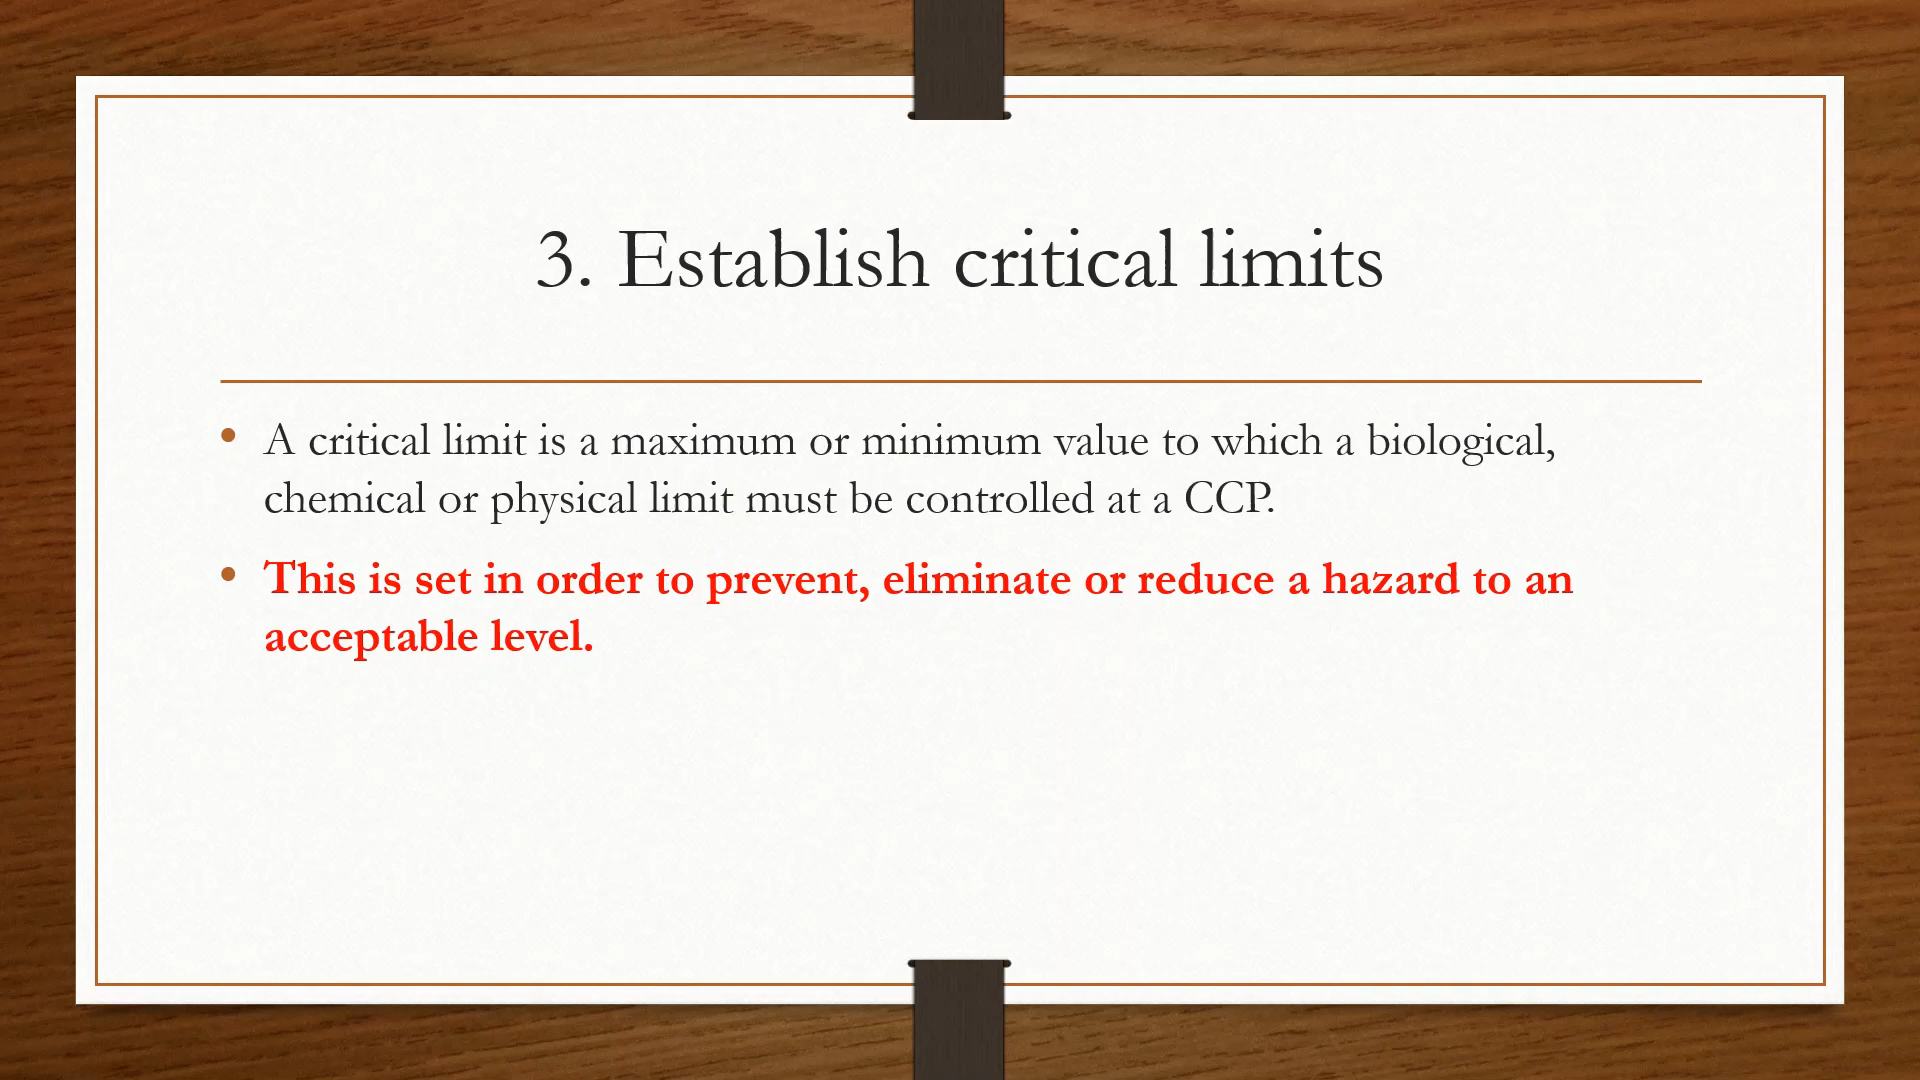 3. Establish critical limits
• A critical limit is a maximum or minimum value to which a biological,
chemical or physical limit must be controlled at a CCP.
• This is set in order to prevent, eliminate or reduce a hazard to an
acceptable level.